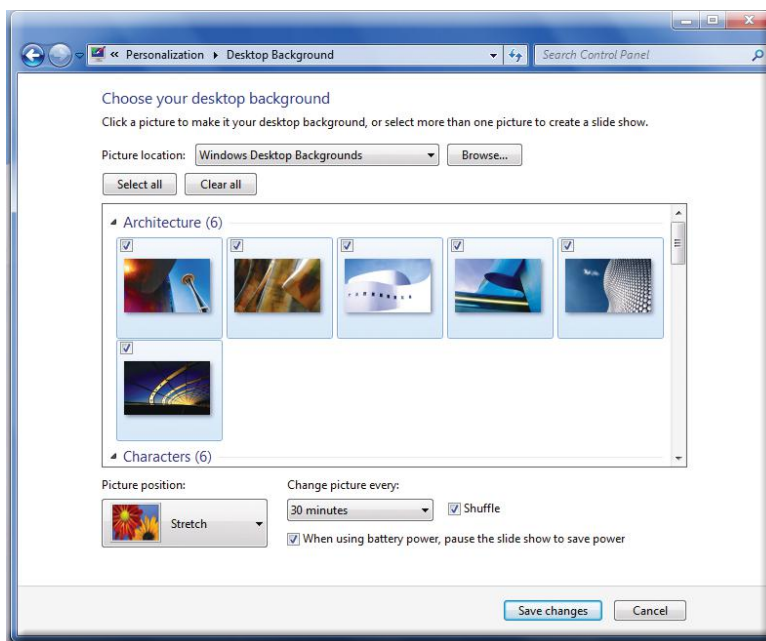 « Personalization ▸ Desktop Background
Search Control Panel
Choose your desktop background
Click a picture to make it your desktop background, or select more than one picture to create a slide show.
Picture location: Windows Desktop Backgrounds Browse...
Select all Clear all
Architecture (6)
Characters (6)
Picture position: Change picture every:
Stretch 30 minutes Shuffle
When using battery power, pause the slide show to save power
Save changes Cancel